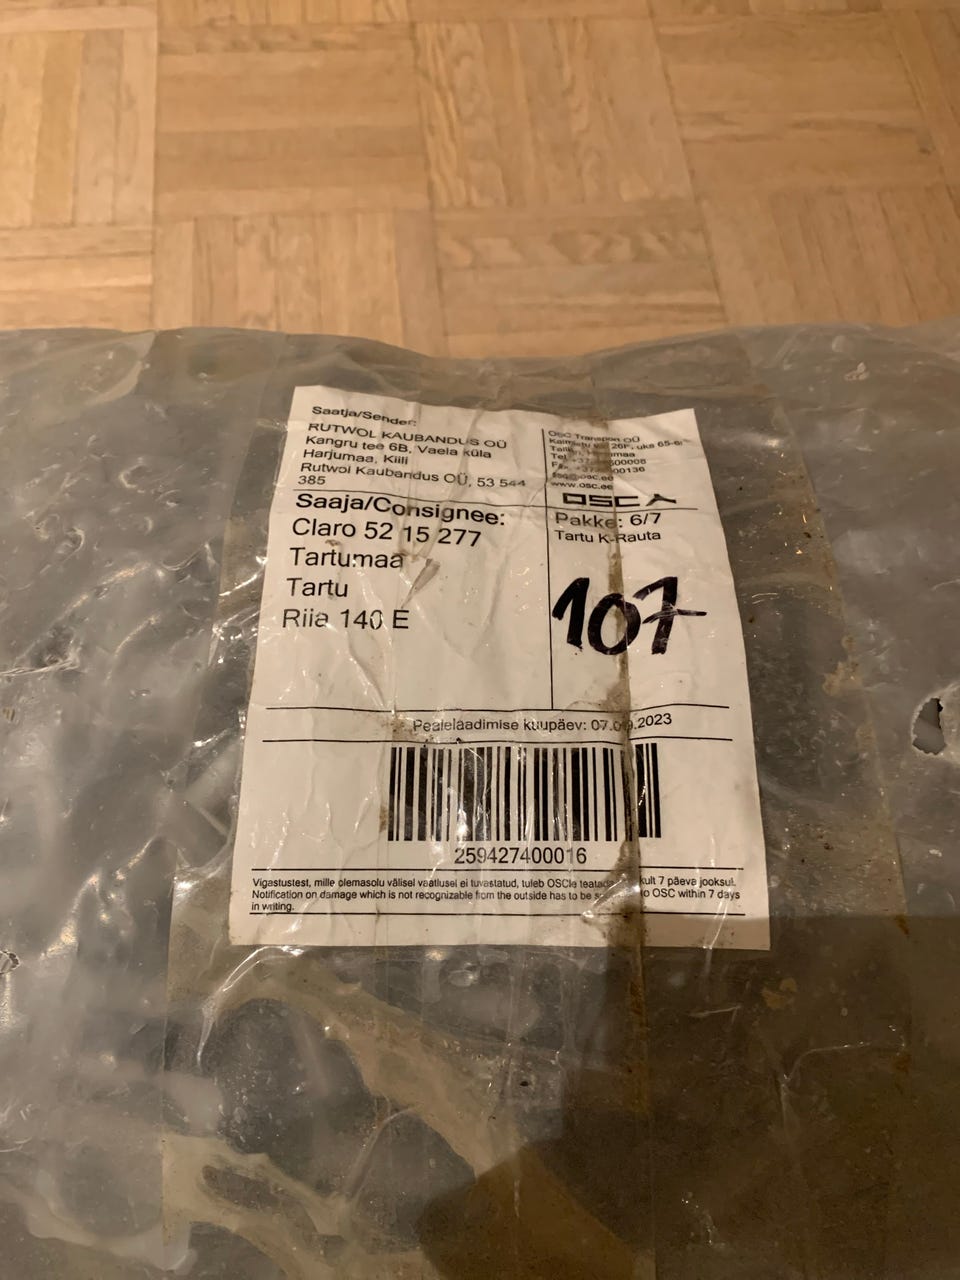 Saatja/Sender:
RUTWOL KAUBANDUS OÜ
Kangru tee 6B, Vaela küla
Harjumaa, Kiili
Rutwol Kaubandus OÜ, 53 544
385
OSC Transport OÜ
www.osc.ee
OSC
Saaja/Consignee:
Claro 52 15 277
Tartumaa
Tartu
Riia 140 E
Pakke: 6/7
Tartu K-Rauta
107
Pealelaadimise kuupäev: 07.09.2023
259427400016
Vigastustest, mille olemasolu välisel vaatlusel ei tuvastatud, tuleb OSCle 7 päeva jooksul.
Notification on damage which is not recognizable from the outside has to be OSC within 7 days
in writing.